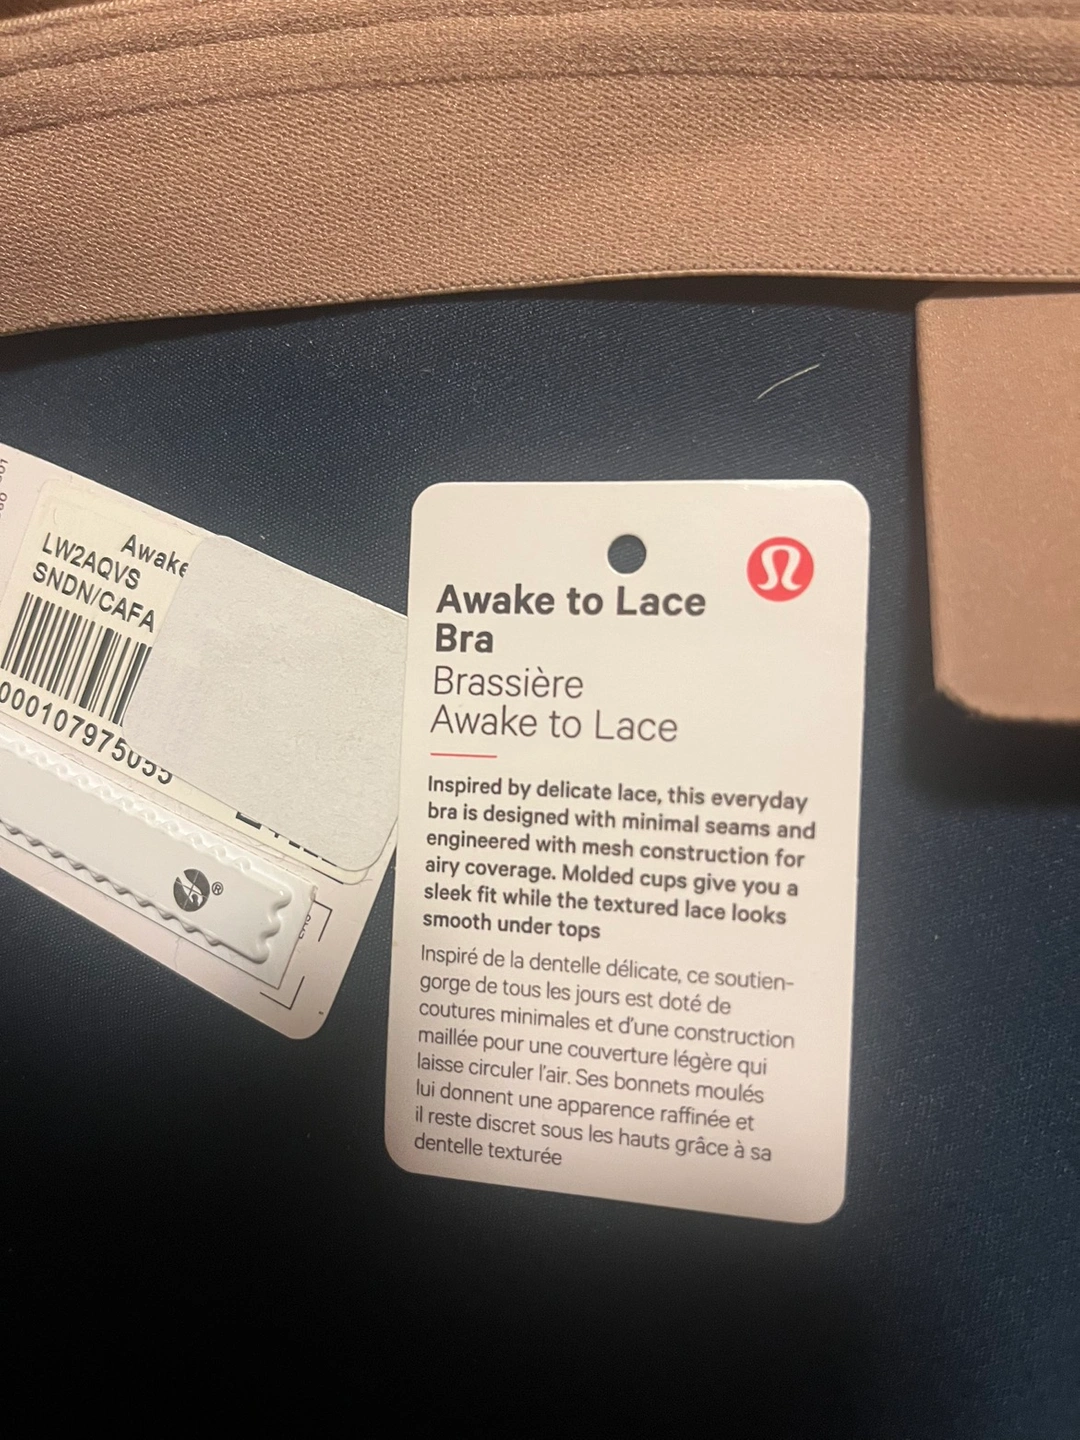 Awake
LW2AQVS
SNDN/CAFA
000107975055
Awake to Lace
Bra
Brassière
Awake to Lace
Inspired by delicate lace, this everyday
bra is designed with minimal seams and
engineered with mesh construction for
airy coverage. Molded cups give you a
sleek fit while the textured lace looks
smooth under tops
Inspiré de la dentelle délicate, ce soutien-
gorge de tous les jours est doté de
coutures minimales et d'une construction
maillée pour une couverture légère qui
laisse circuler l'air. Ses bonnets moulés
lui donnent une apparence raffinée et
il reste discret sous les hauts grâce à sa
dentelle texturée